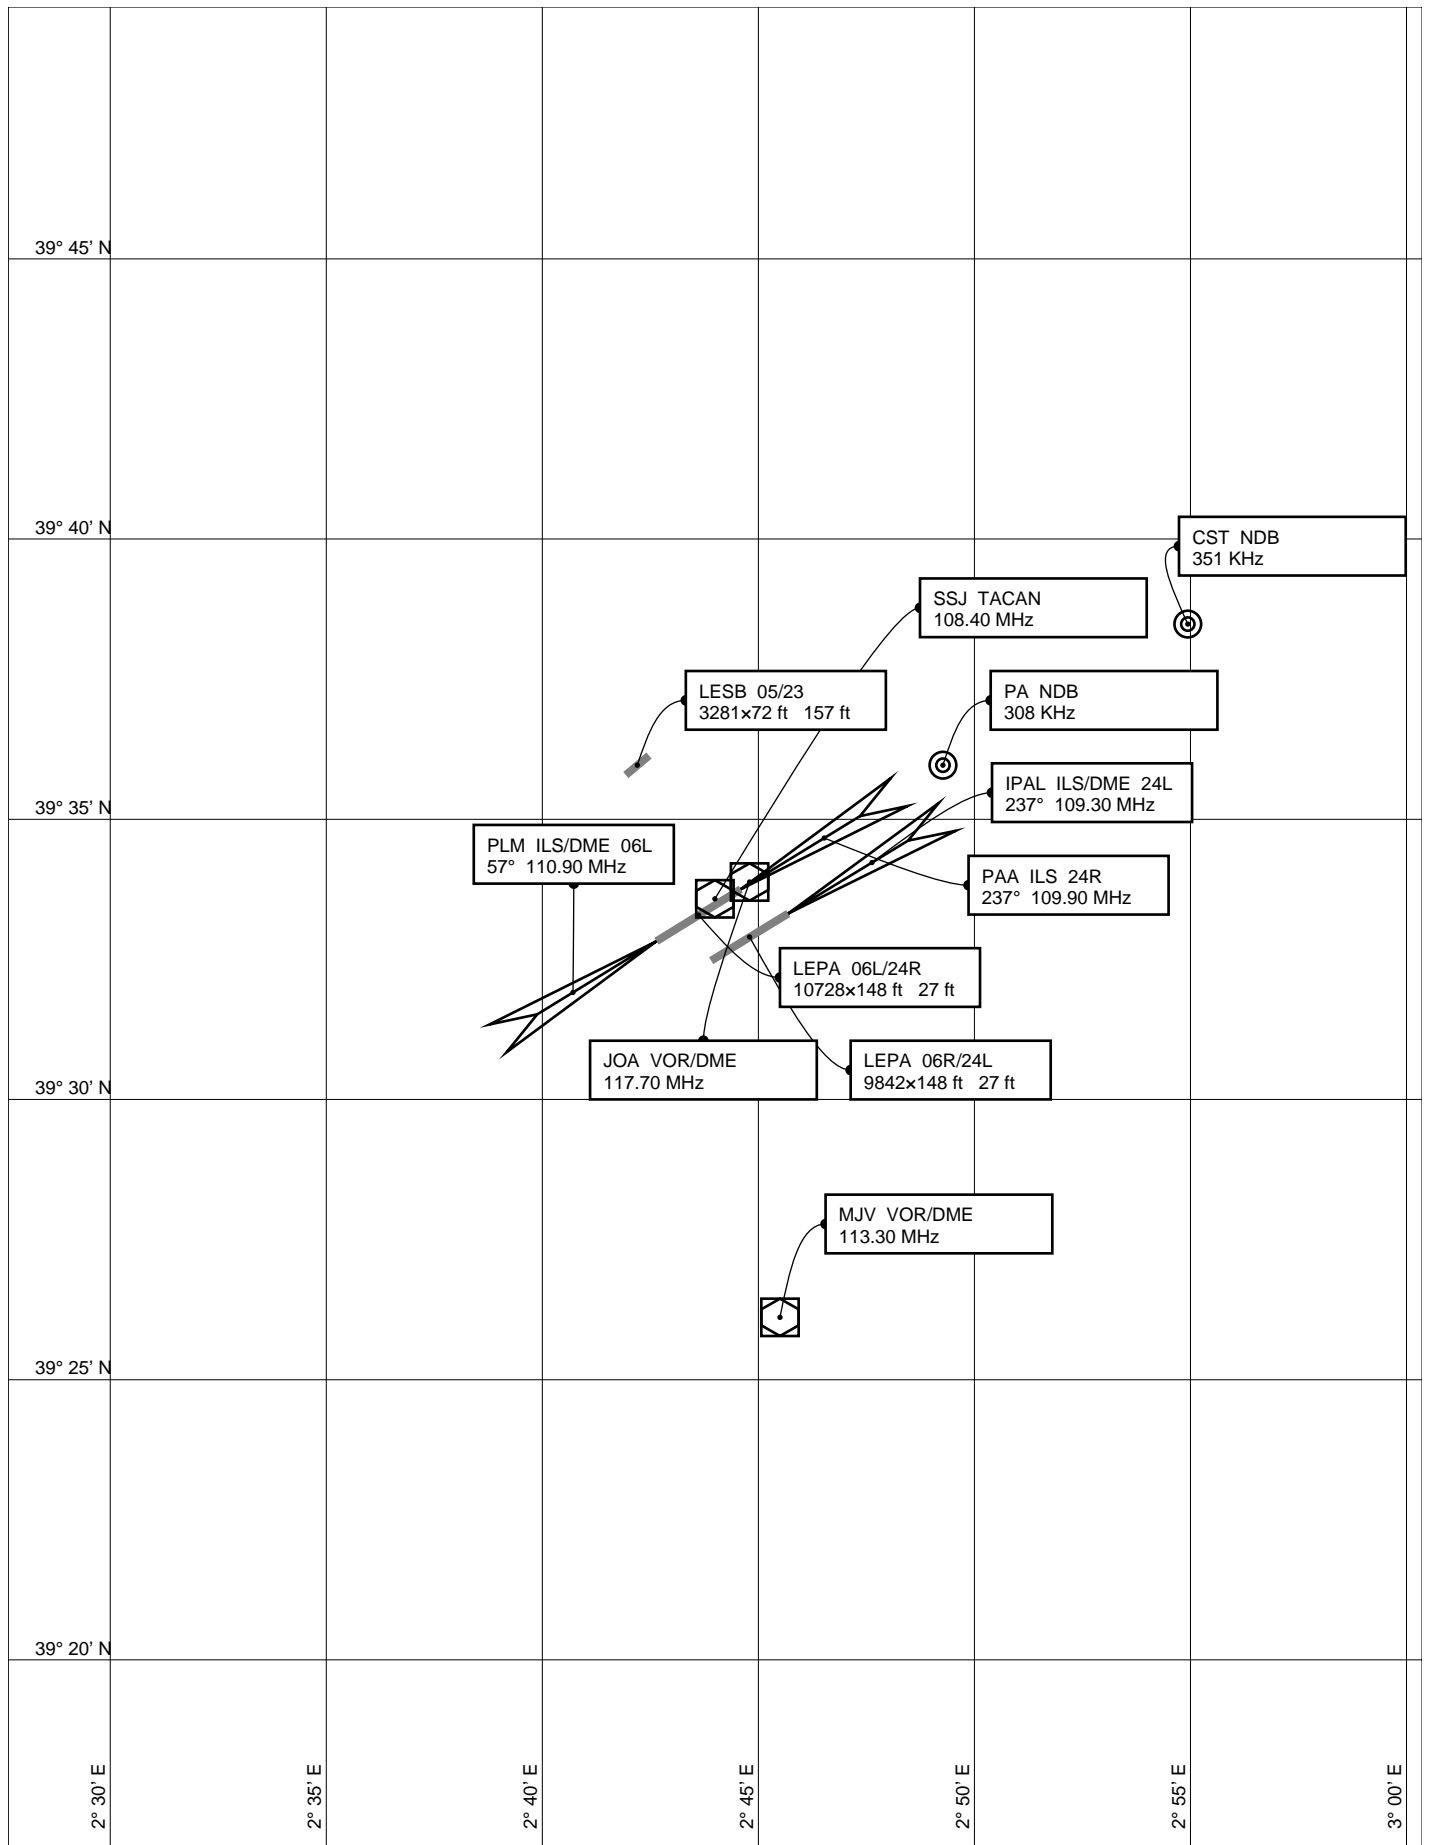 39° 45' N
39° 40' N
CST NDB
351 KHz
SSJ TACAN
108.40 MHz
LESB 05/23
3281×72 ft 157 ft
PA NDB
308 KHz
IPAL ILS/DME 24L
237° 109.30 MHz
39° 35' N
PLM ILS/DME 06L
57° 110.90 MHz
PAA ILS 24R
237° 109.90 MHz
LEPA 06L/24R
10728×148 ft 27 ft
JOA VOR/DME
117.70 MHz
LEPA 06R/24L
9842×148 ft 27 ft
39° 30' N
MJV VOR/DME
113.30 MHz
39° 25' N
39° 20' N
2° 30' E
2° 35' E
2° 40' E
2° 45' E
2° 50' E
2° 55' E
3° 00' E